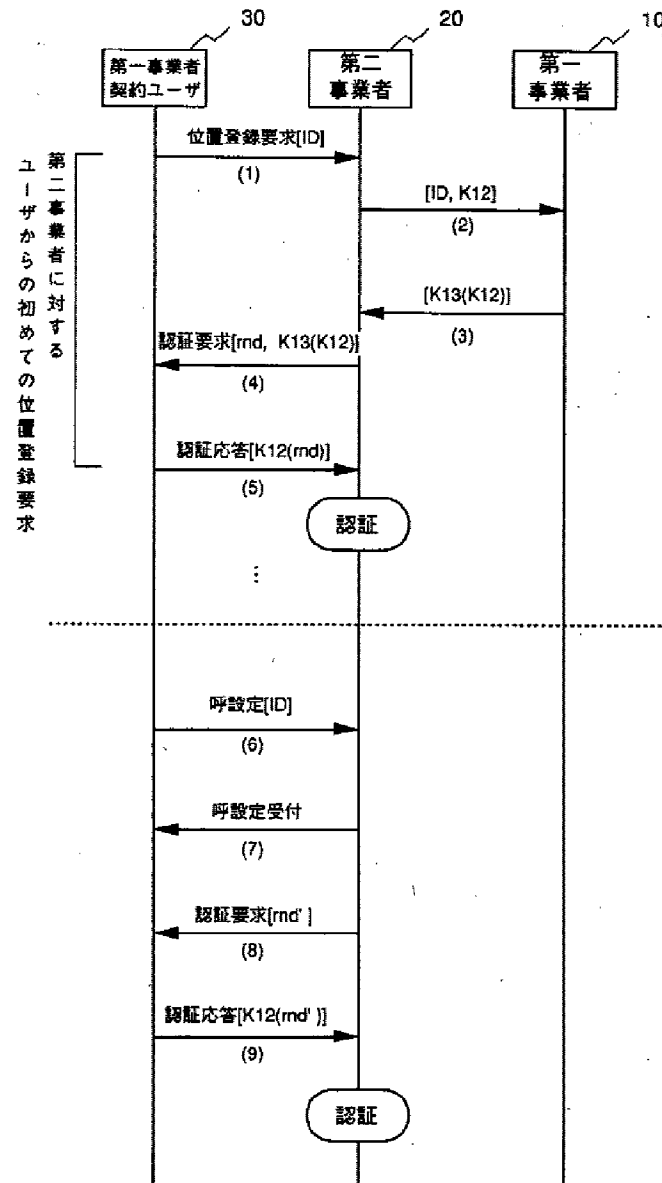 30
20
10
第一事業者
契約ユーザ
第二
事業者
第一
事業者
位置登録要求[ID]
(1)
[ID, K12]
(2)
[K13(K12)]
(3)
認証要求[rnd, K13(K12)]
(4)
認証応答[K12(rnd)]
(5)
認証
第二事業者に対する
ユーザからの初めての位置登録要求
⋮
呼設定[ID]
(6)
呼設定受付
(7)
認証要求[rnd' ]
(8)
認証応答[K12(rnd' )]
(9)
認証